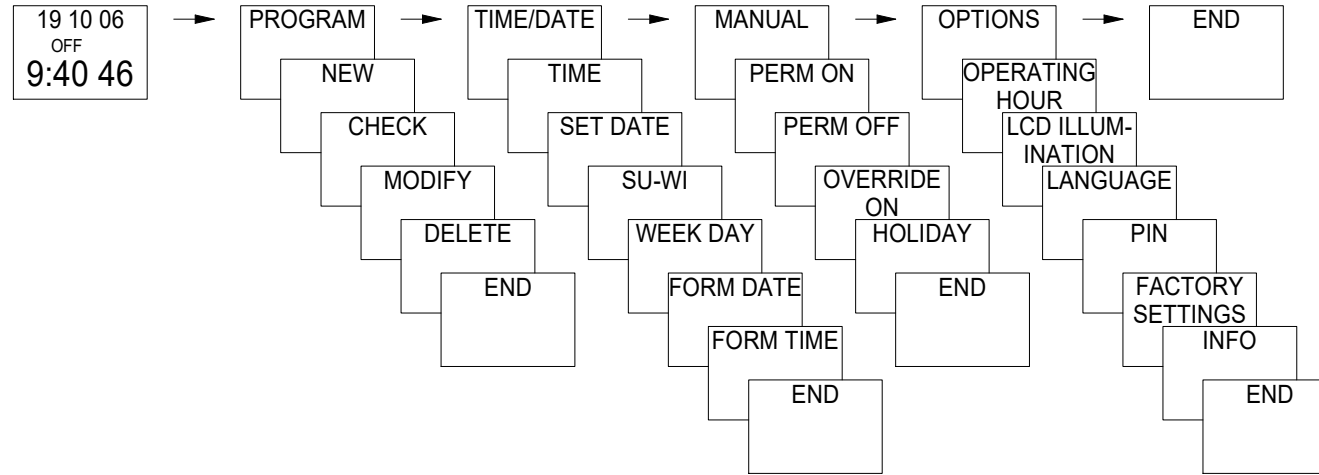 19 10 06
OFF
9:40 46
PROGRAM
NEW
CHECK
MODIFY
DELETE
END
TIME/DATE
TIME
SET DATE
SU-WI
WEEK DAY
FORM DATE
FORM TIME
END
MANUAL
PERM ON
PERM OFF
OVERRIDE
ON
HOLIDAY
END
OPTIONS
OPERATING
HOUR
LCD ILLUM-
INATION
LANGUAGE
PIN
FACTORY
SETTINGS
INFO
END
END